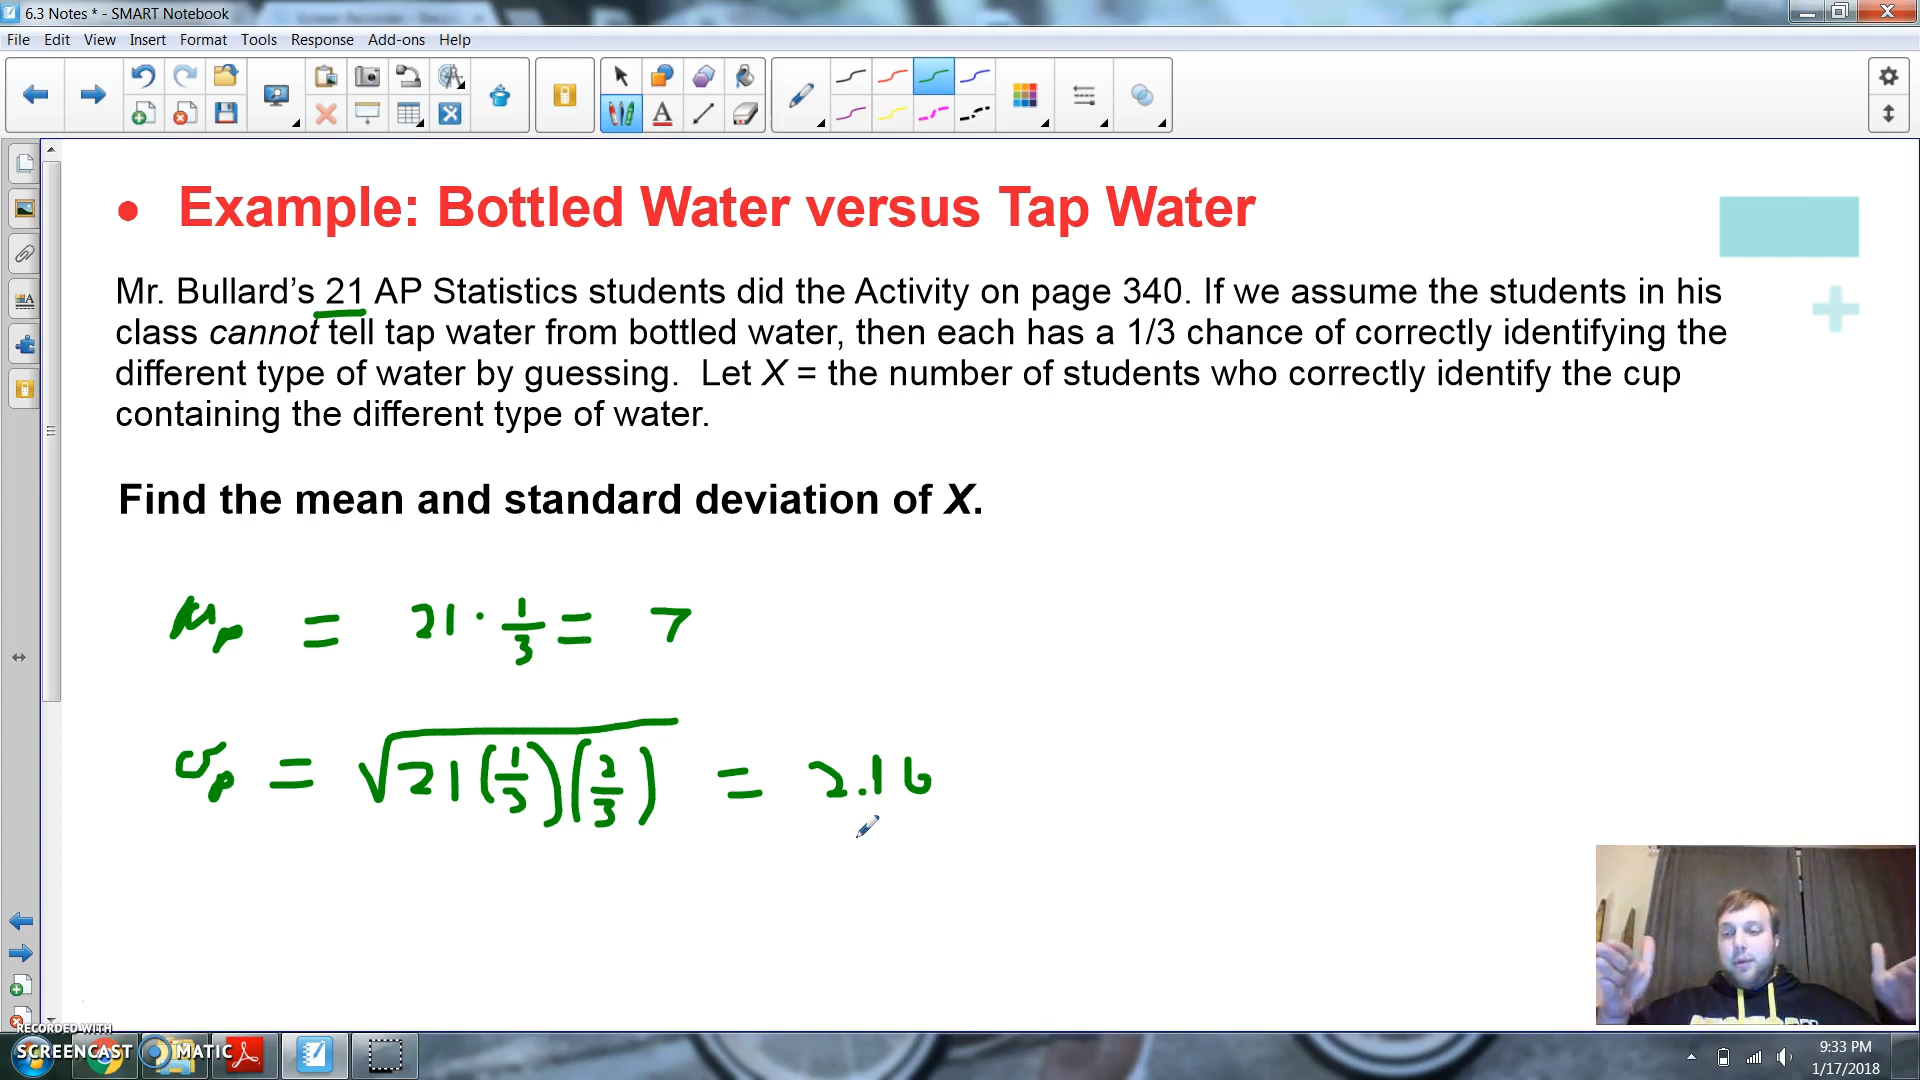 6.3 Notes * - SMART Notebook
File Edit View Insert Format Tools Response Add-ons Help
• Example: Bottled Water versus Tap Water
Mr. Bullard's 21 AP Statistics students did the Activity on page 340. If we assume the students in his
class cannot tell tap water from bottled water, then each has a 1/3 chance of correctly identifying the
different type of water by guessing. Let X = the number of students who correctly identify the cup
containing the different type of water.
Find the mean and standard deviation of X.
μp = 21 · 1/3 = 7
σp = √21(1/3)(2/3) = 2.16
RECORDED WITH
SCREENCAST MATIC
9:33 PM
1/17/2018